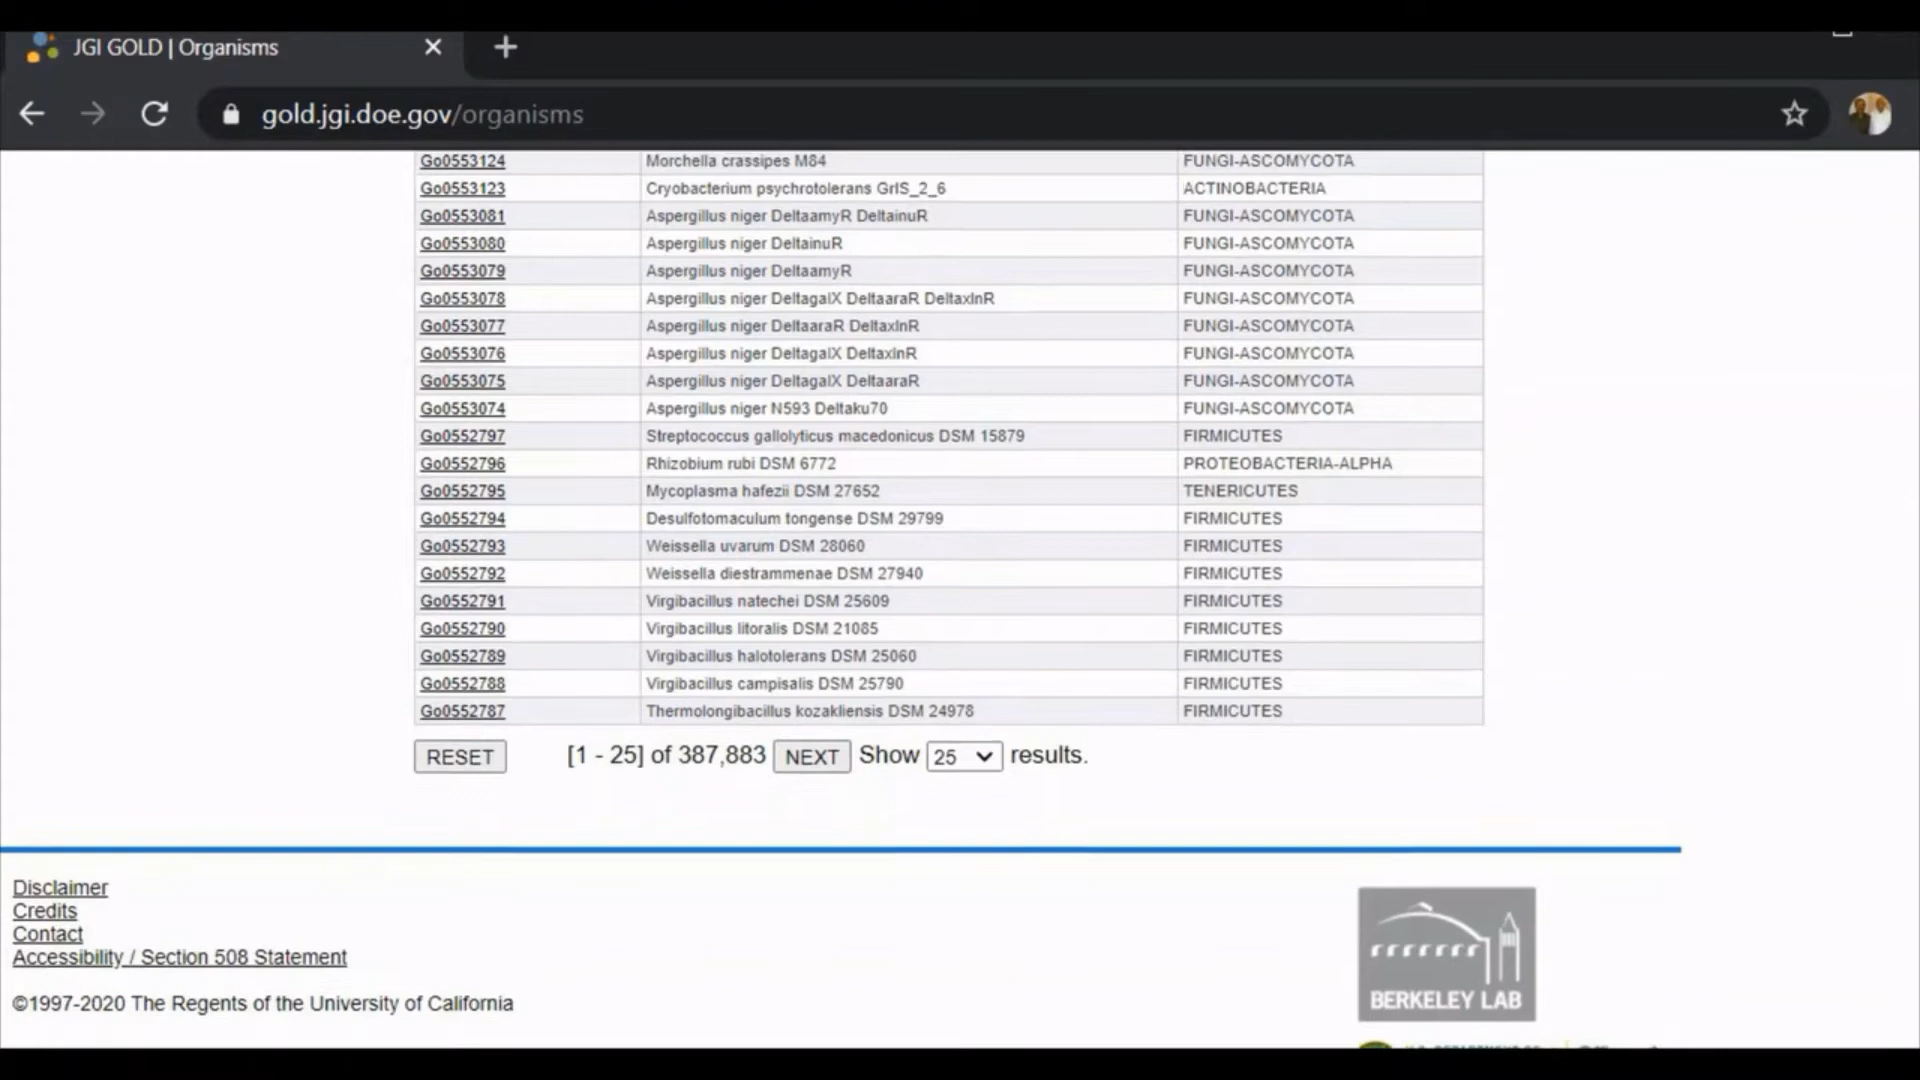 JGI GOLD | Organisms
gold.jgi.doe.gov/organisms
Go0553124 Morchella crassipes M84 FUNGI-ASCOMYCOTA
Go0553123 Cryobacterium psychrotolerans GrIS_2_6 ACTINOBACTERIA
Go0553081 Aspergillus niger DeltaamyR DeltainuR FUNGI-ASCOMYCOTA
Go0553080 Aspergillus niger DeltainuR FUNGI-ASCOMYCOTA
Go0553079 Aspergillus niger DeltaamyR FUNGI-ASCOMYCOTA
Go0553078 Aspergillus niger DeltagalX DeltaaraR DeltaxlnR FUNGI-ASCOMYCOTA
Go0553077 Aspergillus niger DeltaaraR DeltaxlnR FUNGI-ASCOMYCOTA
Go0553076 Aspergillus niger DeltagalX DeltaxlnR FUNGI-ASCOMYCOTA
Go0553075 Aspergillus niger DeltagalX DeltaaraR FUNGI-ASCOMYCOTA
Go0553074 Aspergillus niger N593 Deltaku70 FUNGI-ASCOMYCOTA
Go0552797 Streptococcus gallolyticus macedonicus DSM 15879 FIRMICUTES
Go0552796 Rhizobium rubi DSM 6772 PROTEOBACTERIA-ALPHA
Go0552795 Mycoplasma hafezii DSM 27652 TENERICUTES
Go0552794 Desulfotomaculum tongense DSM 29799 FIRMICUTES
Go0552793 Weissella uvarum DSM 28060 FIRMICUTES
Go0552792 Weissella diestrammenae DSM 27940 FIRMICUTES
Go0552791 Virgibacillus natechei DSM 25609 FIRMICUTES
Go0552790 Virgibacillus litoralis DSM 21085 FIRMICUTES
Go0552789 Virgibacillus halotolerans DSM 25060 FIRMICUTES
Go0552788 Virgibacillus campisalis DSM 25790 FIRMICUTES
Go0552787 Thermolongibacillus kozakliensis DSM 24978 FIRMICUTES
RESET [1 - 25] of 387,883 NEXT Show 25 results.
Disclaimer
Credits
Contact
Accessibility / Section 508 Statement
©1997-2020 The Regents of the University of California
BERKELEY LAB